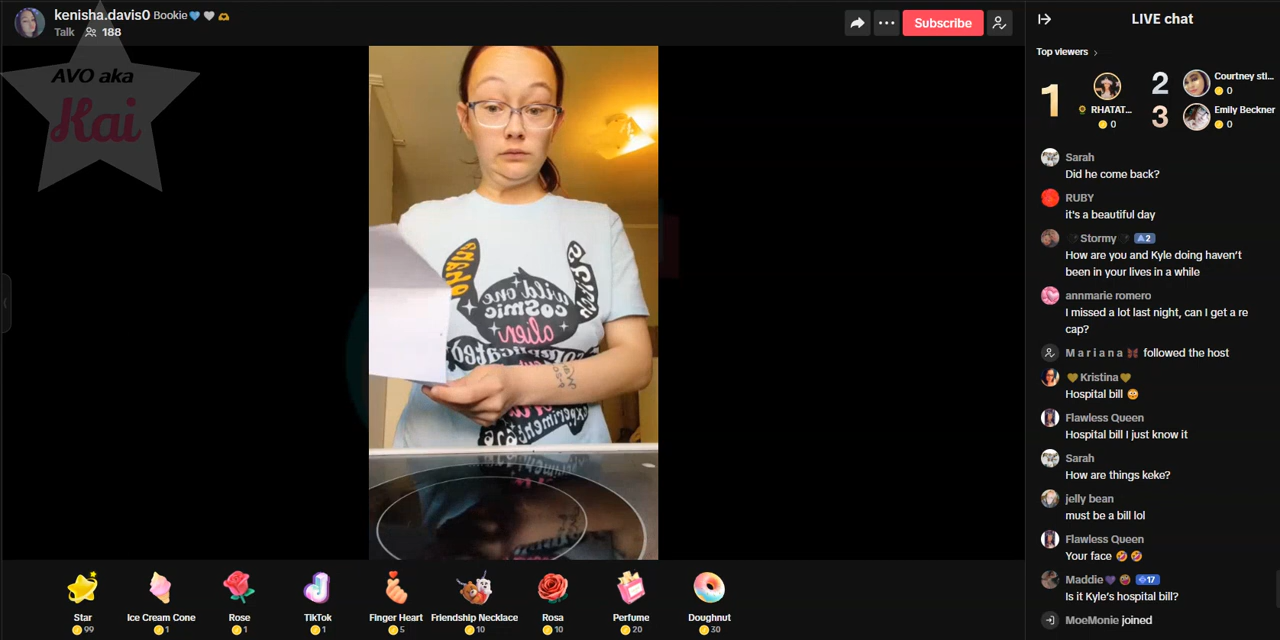 kenisha.davis0 Bookie
Talk 188
Subscribe
AVO aka
Kai
LIVE chat
Top viewers >
1
RHATAT...
0
2
Courtney sti...
0
3
Emily Beckner
0
Sarah
Did he come back?
RUBY
it's a beautiful day
Stormy 2
How are you and Kyle doing haven't
been in your lives in a while
annmarie romero
I missed a lot last night, can I get a re
cap?
M a r i a n a followed the host
Kristina
Hospital bill
Flawless Queen
Hospital bill I just know it
Sarah
How are things keke?
jelly bean
must be a bill lol
Flawless Queen
Your face
Maddie 17
Is it Kyle's hospital bill?
MoeMonie joined
wild one
cosmic
alien
complicated
experiment 626
Star
99
Ice Cream Cone
1
Rose
1
TikTok
1
Finger Heart
5
Friendship Necklace
10
Rosa
10
Perfume
20
Doughnut
30